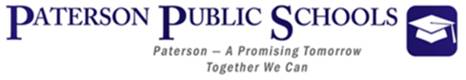 PATERSON PUBLIC SCHOOLS
Paterson — A Promising Tomorrow
Together We Can